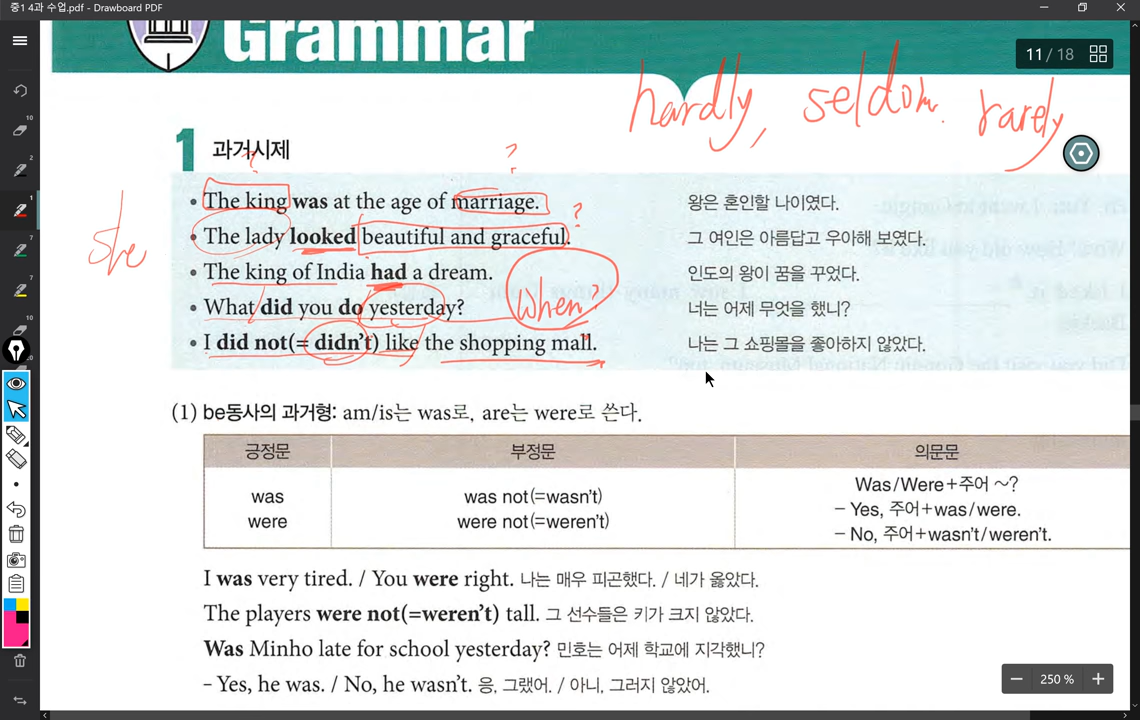 중1 4과 수업.pdf - Drawboard PDF
Grammar
11 / 18
hardly, seldom. rarely
1 과거시제
?
?
• The king was at the age of marriage. 왕은 혼인할 나이였다.
?
she
• The lady looked beautiful and graceful. 그 여인은 아름답고 우아해 보였다.
• The king of India had a dream. 인도의 왕이 꿈을 꾸었다.
• What did you do yesterday? 너는 어제 무엇을 했니?
When?
• I did not(= didn't) like the shopping mall. 나는 그 쇼핑몰을 좋아하지 않았다.
(1) be동사의 과거형: am/is는 was로, are는 were로 쓴다.
긍정문 부정문 의문문
was was not(=wasn't) Was/Were+주어 ~?
were were not(=weren't) – Yes, 주어+was/were.
– No, 주어+wasn't/weren't.
I was very tired. / You were right. 나는 매우 피곤했다. / 네가 옳았다.
The players were not(=weren't) tall. 그 선수들은 키가 크지 않았다.
Was Minho late for school yesterday? 민호는 어제 학교에 지각했니?
– Yes, he was. / No, he wasn't. 응, 그랬어. / 아니, 그러지 않았어.
250 %